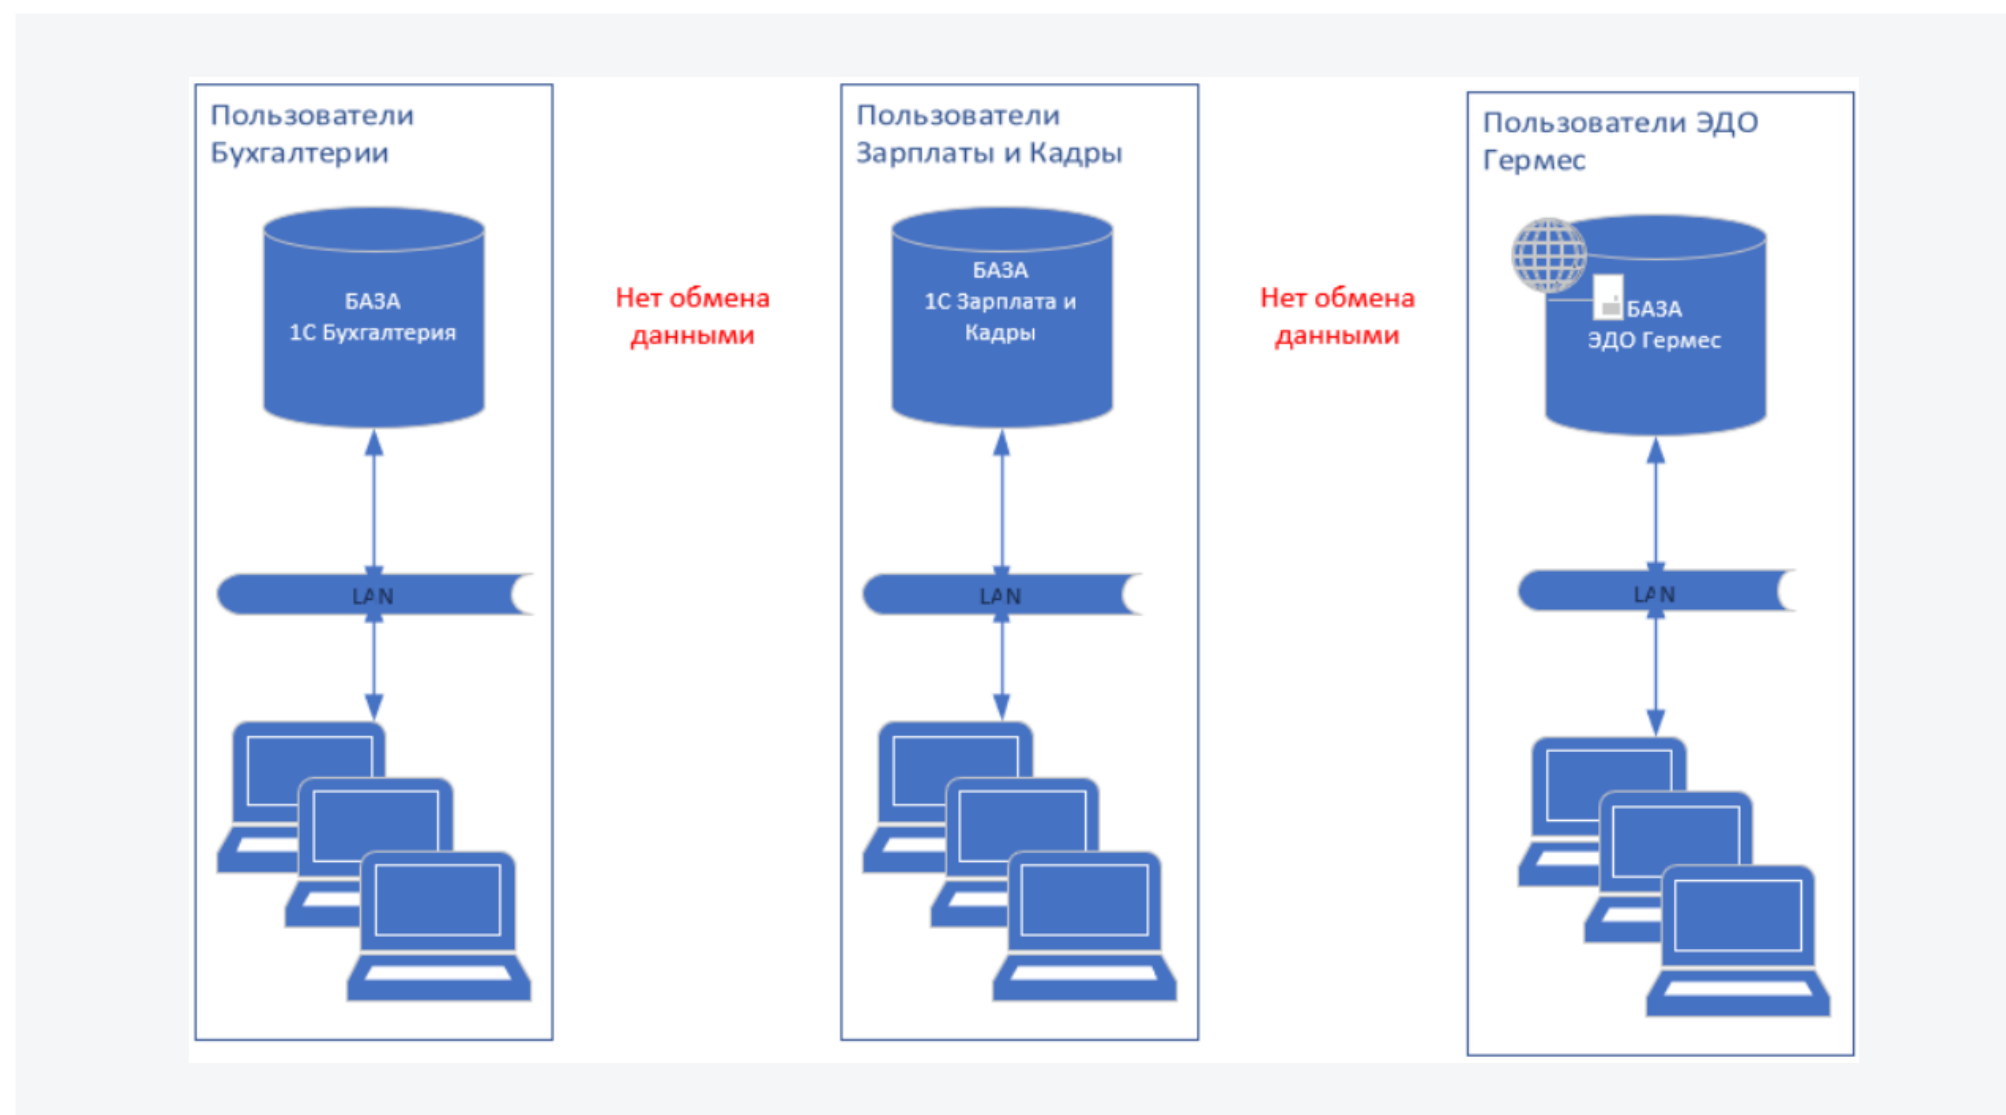 Пользователи
Бухгалтерии
БАЗА
1С Бухгалтерия
LAN
Нет обмена
данными
Пользователи
Зарплаты и Кадры
БАЗА
1С Зарплата и
Кадры
LAN
Нет обмена
данными
Пользователи ЭДО
Гермес
БАЗА
ЭДО Гермес
LAN